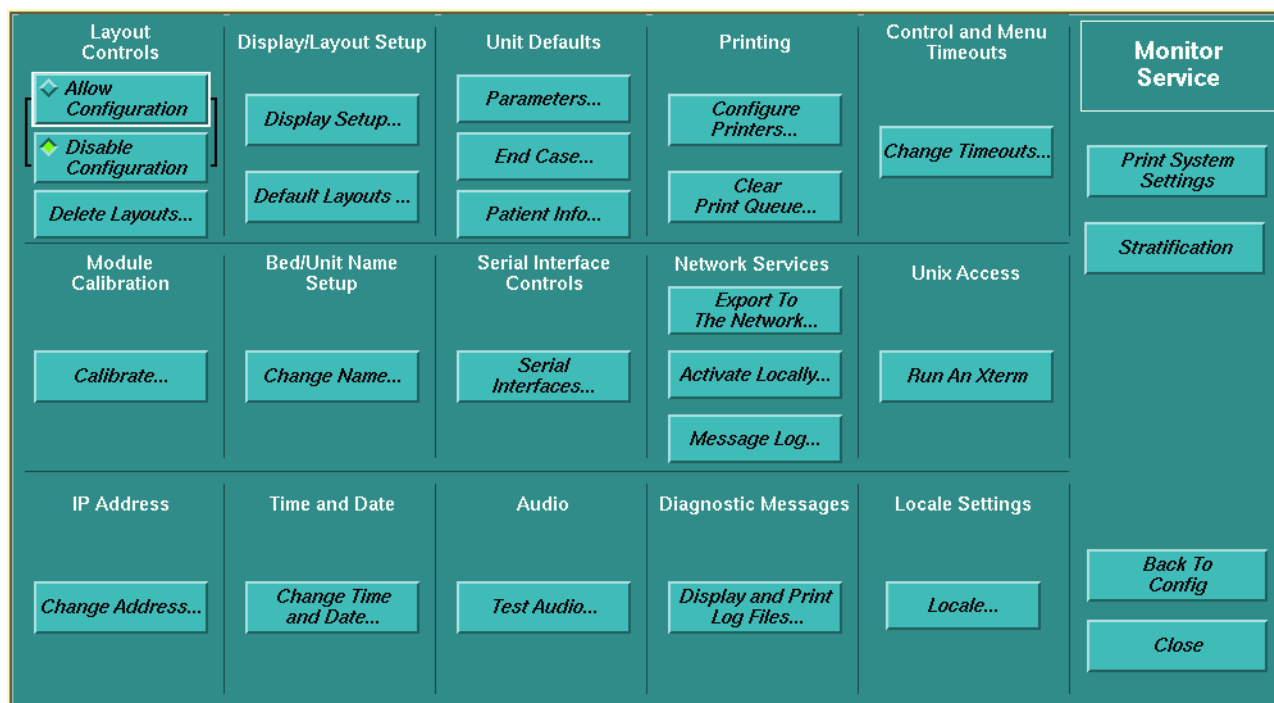 Layout
Controls
Allow
Configuration
Disable
Configuration
Delete Layouts...
Display/Layout Setup
Display Setup...
Default Layouts ...
Unit Defaults
Parameters...
End Case...
Patient Info...
Printing
Configure
Printers...
Clear
Print Queue...
Control and Menu
Timeouts
Change Timeouts...
Monitor
Service
Print System
Settings
Stratification
Module
Calibration
Calibrate...
Bed/Unit Name
Setup
Change Name...
Serial Interface
Controls
Serial
Interfaces...
Network Services
Export To
The Network...
Activate Locally...
Message Log...
Unix Access
Run An Xterm
IP Address
Change Address...
Time and Date
Change Time
and Date...
Audio
Test Audio...
Diagnostic Messages
Display and Print
Log Files...
Locale Settings
Locale...
Back To
Config
Close